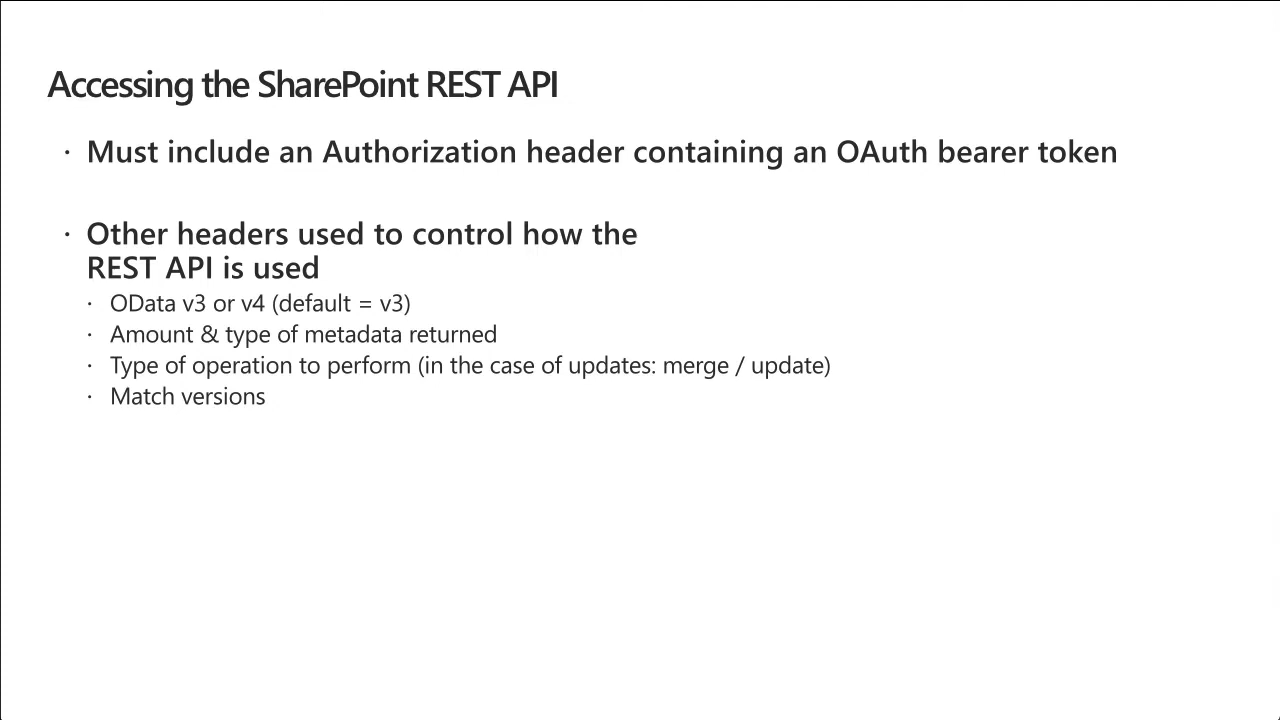 Accessing the SharePoint REST API
· Must include an Authorization header containing an OAuth bearer token
· Other headers used to control how the
REST API is used
· OData v3 or v4 (default = v3)
· Amount & type of metadata returned
· Type of operation to perform (in the case of updates: merge / update)
· Match versions